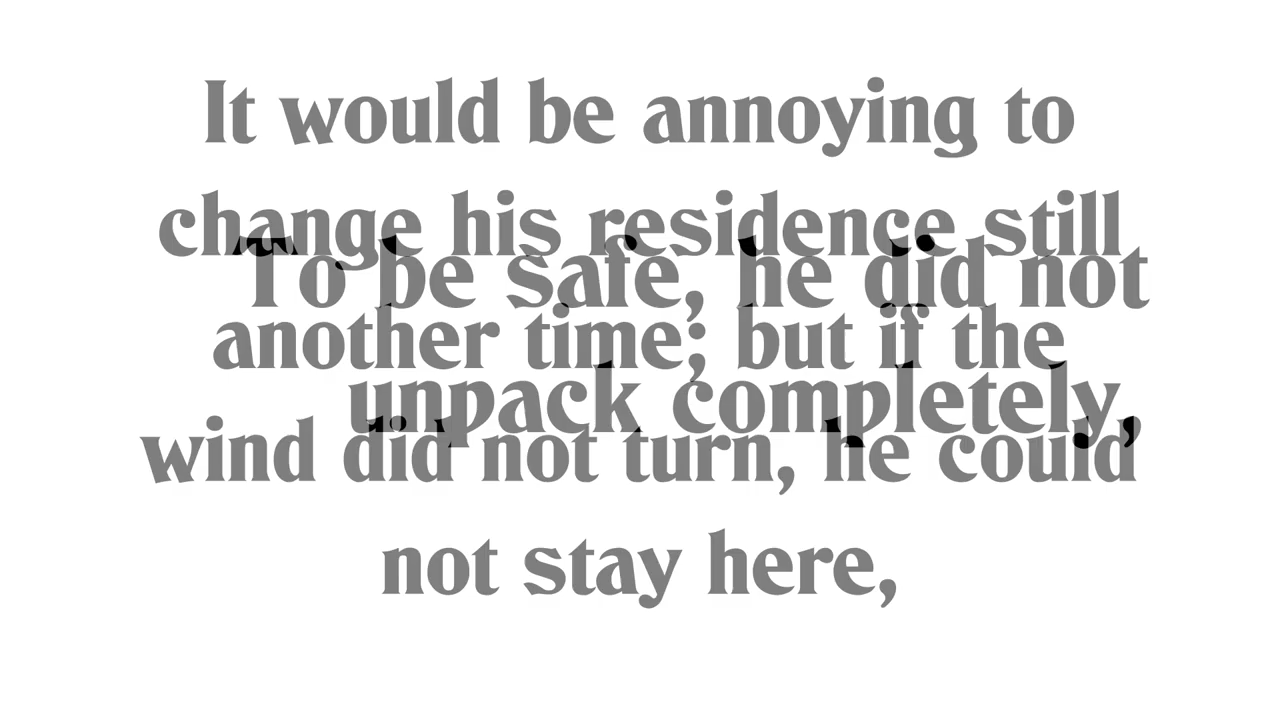 It would be annoying to
change his residence still
another time; but if the
wind did not turn, he could
not stay here,
To be safe, he did not
unpack completely,